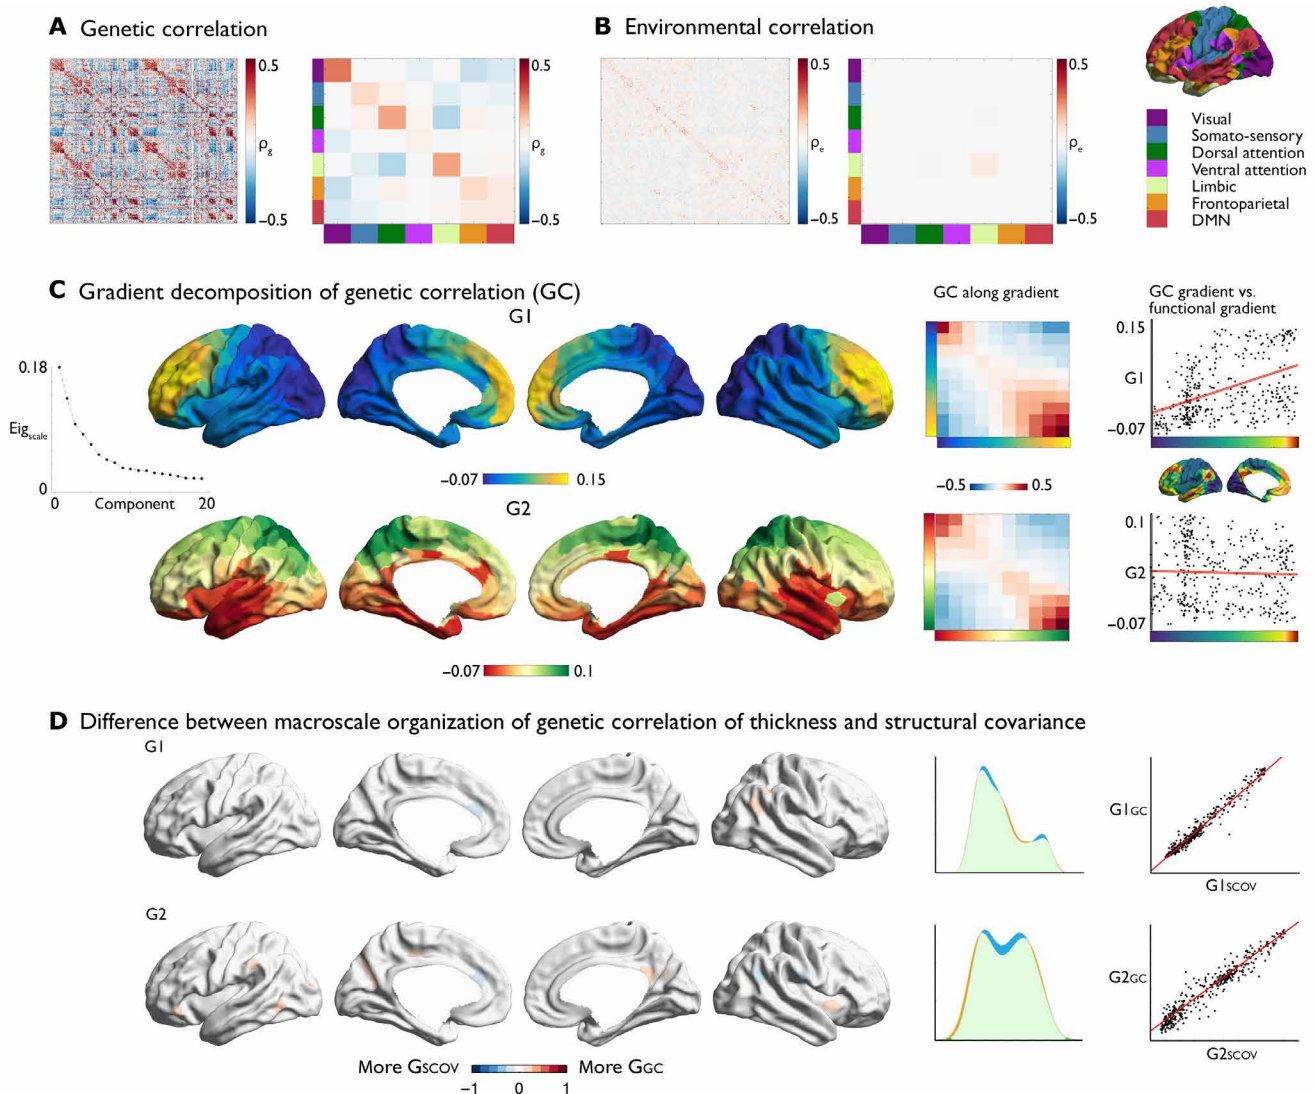 A Genetic correlation
0.5
ρg
−0.5
0.5
ρg
−0.5
B Environmental correlation
0.5
ρe
−0.5
0.5
ρe
−0.5
Visual
Somato-sensory
Dorsal attention
Ventral attention
Limbic
Frontoparietal
DMN
C Gradient decomposition of genetic correlation (GC)
0.18
Eigscale
0
0 Component 20
G1
−0.07 0.15
G2
−0.07 0.1
GC along gradient
−0.5 0.5
GC gradient vs.
functional gradient
0.15
G1
−0.07
0.1
G2
−0.07
D Difference between macroscale organization of genetic correlation of thickness and structural covariance
G1
G1GC
G1SCOV
G2
G2GC
G2SCOV
More GSCOV More GGC
−1 0 1